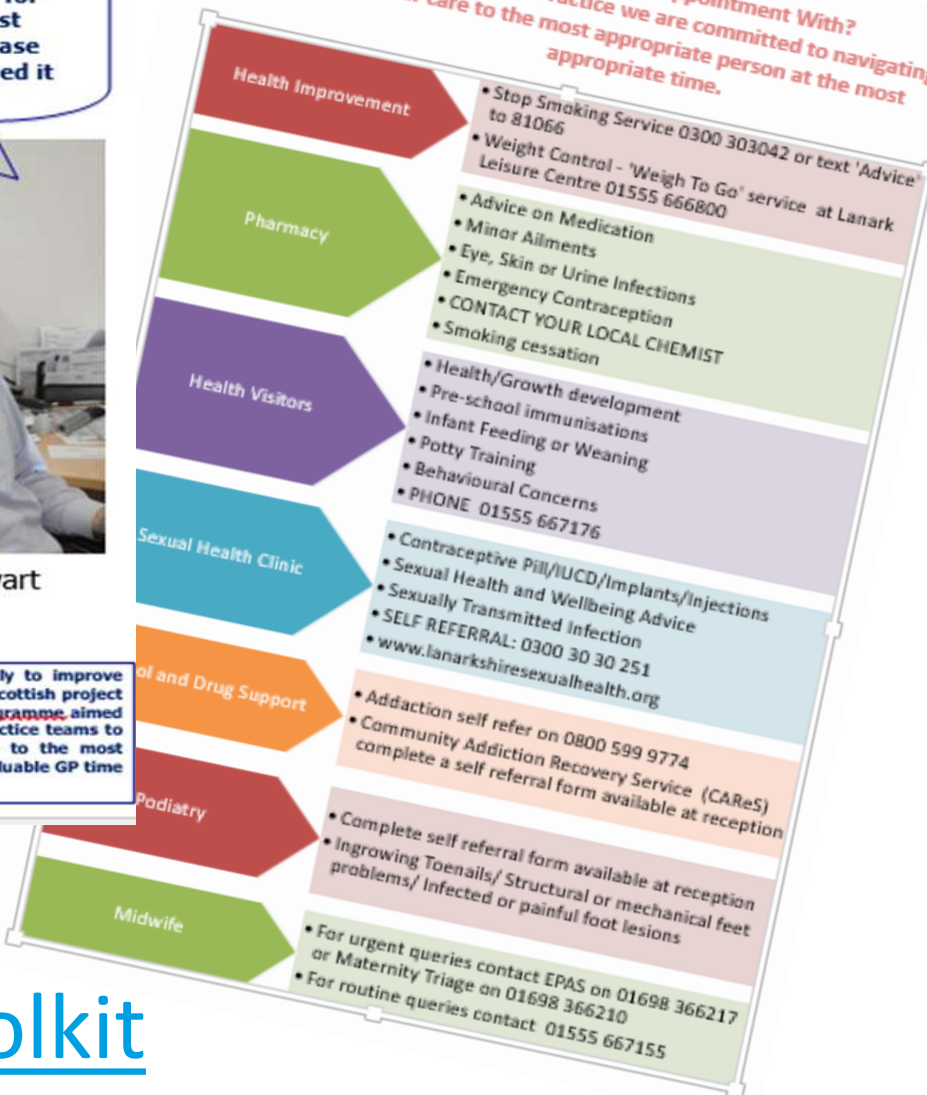 st
ase
ed it
art
ly to improve
cottish project
gramme aimed
ctice teams to
to the most
luable GP time
olkit
ppointment With?
ractice we are committed to navigating
care to the most appropriate person at the most
appropriate time.
Health Improvement
• Stop Smoking Service 0300 303042 or text 'Advice'
to 81066
• Weight Control - 'Weigh To Go' service at Lanark
Leisure Centre 01555 666800
Pharmacy
• Advice on Medication
• Minor Ailments
• Eye, Skin or Urine Infections
• Emergency Contraception
• CONTACT YOUR LOCAL CHEMIST
• Smoking cessation
Health Visitors
• Health/Growth development
• Pre-school immunisations
• Infant Feeding or Weaning
• Potty Training
• Behavioural Concerns
• PHONE 01555 667176
Sexual Health Clinic
• Contraceptive Pill/IUCD/Implants/Injections
• Sexual Health and Wellbeing Advice
• Sexually Transmitted Infection
• SELF REFERRAL: 0300 30 30 251
• www.lanarkshiresexualhealth.org
ol and Drug Support
• Addaction self refer on 0800 599 9774
• Community Addiction Recovery Service (CAReS)
complete a self referral form available at reception
Podiatry
• Complete self referral form available at reception
• Ingrowing Toenails/ Structural or mechanical feet
problems/ Infected or painful foot lesions
Midwife
• For urgent queries contact EPAS on 01698 366217
or Maternity Triage on 01698 366210
• For routine queries contact 01555 667155